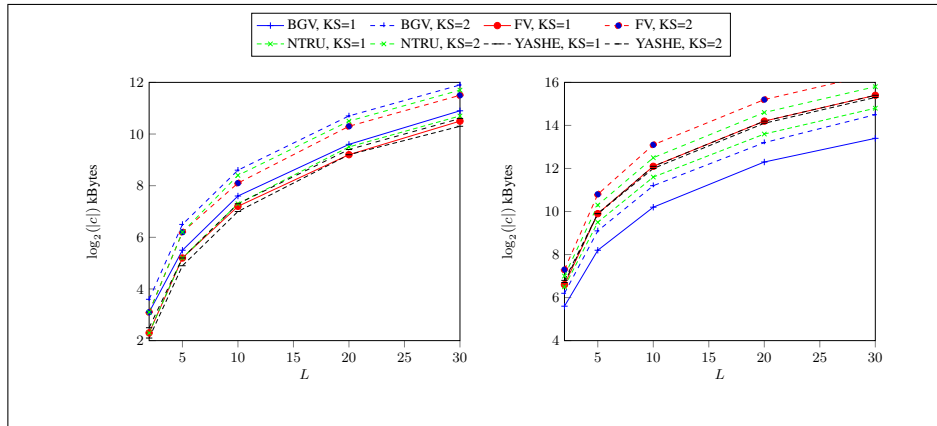 BGV, KS=1 BGV, KS=2 FV, KS=1 FV, KS=2
NTRU, KS=1 NTRU, KS=2 YASHE, KS=1 YASHE, KS=2
12
10
8
6
4
2
5 10 15 20 25 30
L
log₂(|c|) kBytes
16
14
12
10
8
6
4
5 10 15 20 25 30
L
log₂(|c|) kBytes